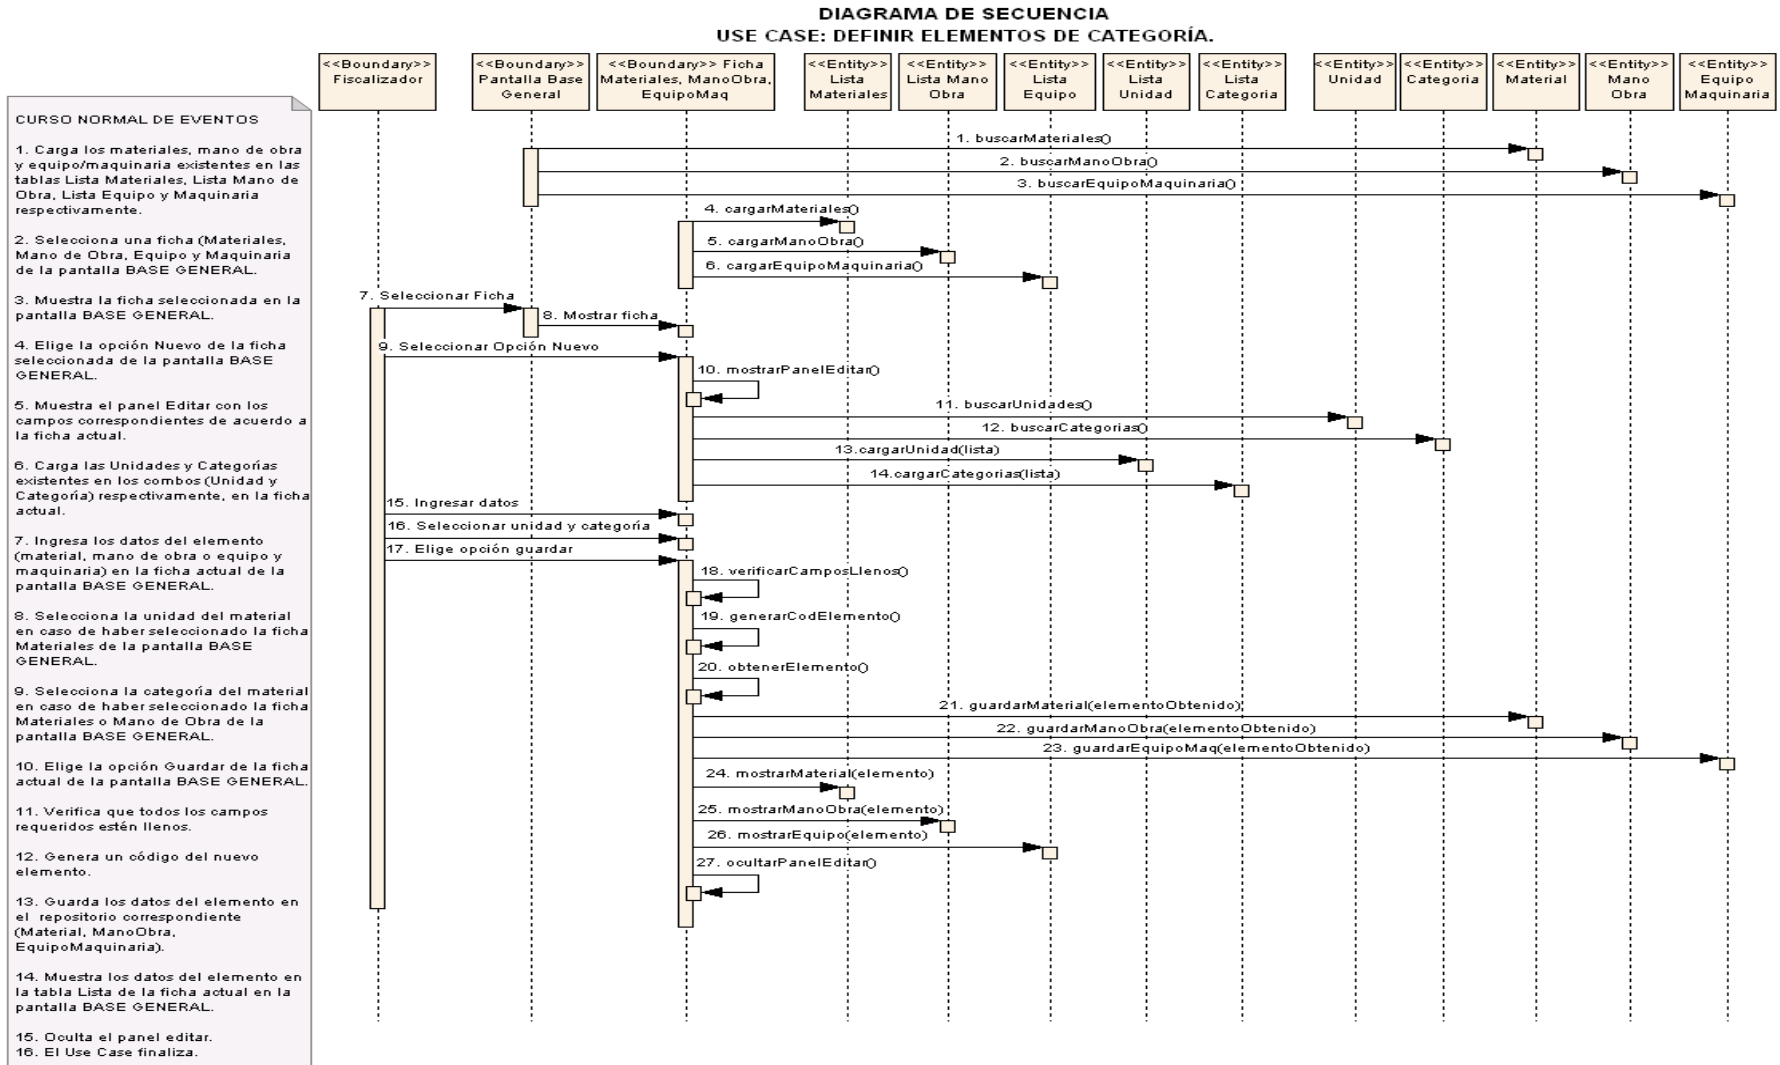 DIAGRAMA DE SECUENCIA
USE CASE: DEFINIR ELEMENTOS DE CATEGORÍA.
<<Boundary>>
Fiscalizador
<<Boundary>>
Pantalla Base
General
<<Boundary>> Ficha
Materiales, ManoObra,
EquipoMaq
<<Entity>>
Lista
Materiales
<<Entity>>
Lista Mano
Obra
<<Entity>>
Lista
Equipo
<<Entity>>
Lista
Unidad
<<Entity>>
Lista
Categoria
<<Entity>>
Unidad
<<Entity>>
Categoria
<<Entity>>
Material
<<Entity>>
Mano
Obra
<<Entity>>
Equipo
Maquinaria
CURSO NORMAL DE EVENTOS
1. Carga los materiales, mano de obra
y equipo/maquinaria existentes en las
tablas Lista Materiales, Lista Mano de
Obra, Lista Equipo y Maquinaria
respectivamente.
2. Selecciona una ficha (Materiales,
Mano de Obra, Equipo y Maquinaria
de la pantalla BASE GENERAL.
3. Muestra la ficha seleccionada en la
pantalla BASE GENERAL.
4. Elige la opción Nuevo de la ficha
seleccionada de la pantalla BASE
GENERAL.
5. Muestra el panel Editar con los
campos correspondientes de acuerdo a
la ficha actual.
6. Carga las Unidades y Categorías
existentes en los combos (Unidad y
Categoría) respectivamente, en la ficha
actual.
7. Ingresa los datos del elemento
(material, mano de obra o equipo y
maquinaria) en la ficha actual de la
pantalla BASE GENERAL.
8. Selecciona la unidad del material
en caso de haber seleccionado la ficha
Materiales de la pantalla BASE
GENERAL.
9. Selecciona la categoría del material
en caso de haber seleccionado la ficha
Materiales o Mano de Obra de la
pantalla BASE GENERAL.
10. Elige la opción Guardar de la ficha
actual de la pantalla BASE GENERAL.
11. Verifica que todos los campos
requeridos estén llenos.
12. Genera un código del nuevo
elemento.
13. Guarda los datos del elemento en
el repositorio correspondiente
(Material, ManoObra,
EquipoMaquinaria).
14. Muestra los datos del elemento en
la tabla Lista de la ficha actual en la
pantalla BASE GENERAL.
15. Oculta el panel editar.
16. El Use Case finaliza.
1. buscarMateriales()
2. buscarManoObra()
3. buscarEquipoMaquinaria()
4. cargarMateriales()
5. cargarManoObra()
6. cargarEquipoMaquinaria()
7. Seleccionar Ficha
8. Mostrar ficha
9. Seleccionar Opción Nuevo
10. mostrarPanelEditar()
11. buscarUnidades()
12. buscarCategorias()
13.cargarUnidad(lista)
14.cargarCategorias(lista)
15. Ingresar datos
16. Seleccionar unidad y categoría
17. Elige opción guardar
18. verificarCamposLlenos()
19. generarCodElemento()
20. obtenerElemento()
21. guardarMaterial(elementoObtenido)
22. guardarManoObra(elementoObtenido)
23. guardarEquipoMaq(elementoObtenido)
24. mostrarMaterial(elemento)
25. mostrarManoObra(elemento)
26. mostrarEquipo(elemento)
27. ocultarPanelEditar()